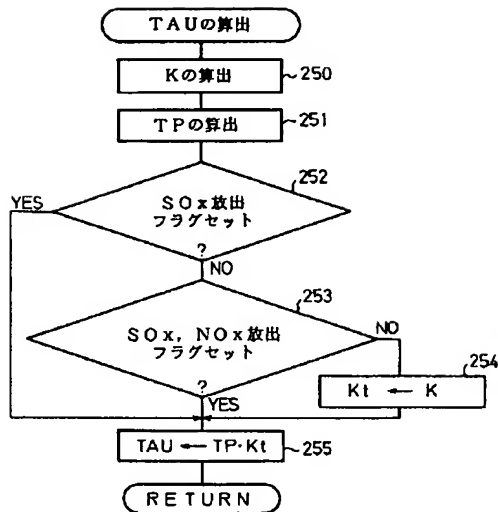 TAUの算出
Kの算出
250
TPの算出
251
252
YES
SOx放出
フラグセット
?
NO
253
SOx, NOx放出
フラグセット
?
NO
254
YES
Kt ← K
TAU ← TP·Kt
255
RETURN